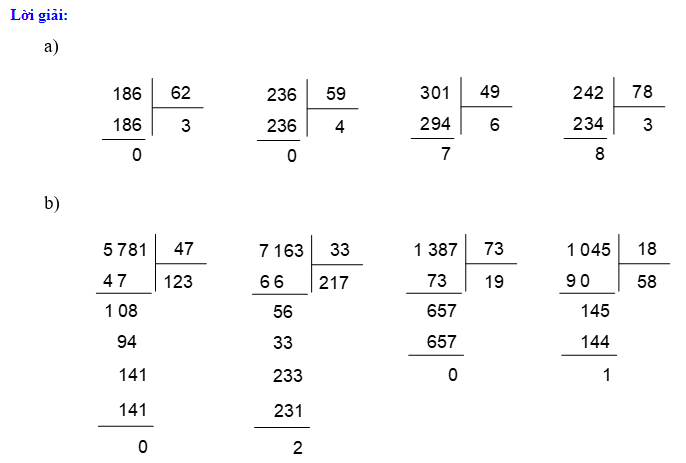 Lời giải:
a)
186 62 236 59 301 49 242 78
186 3 236 4 294 6 234 3
0 0 7 8
b)
5 781 47 7 163 33 1 387 73 1 045 18
4 7 123 6 6 217 73 19 9 0 58
1 08 56 657 145
94 33 657 144
141 233 0 1
141 231
0 2